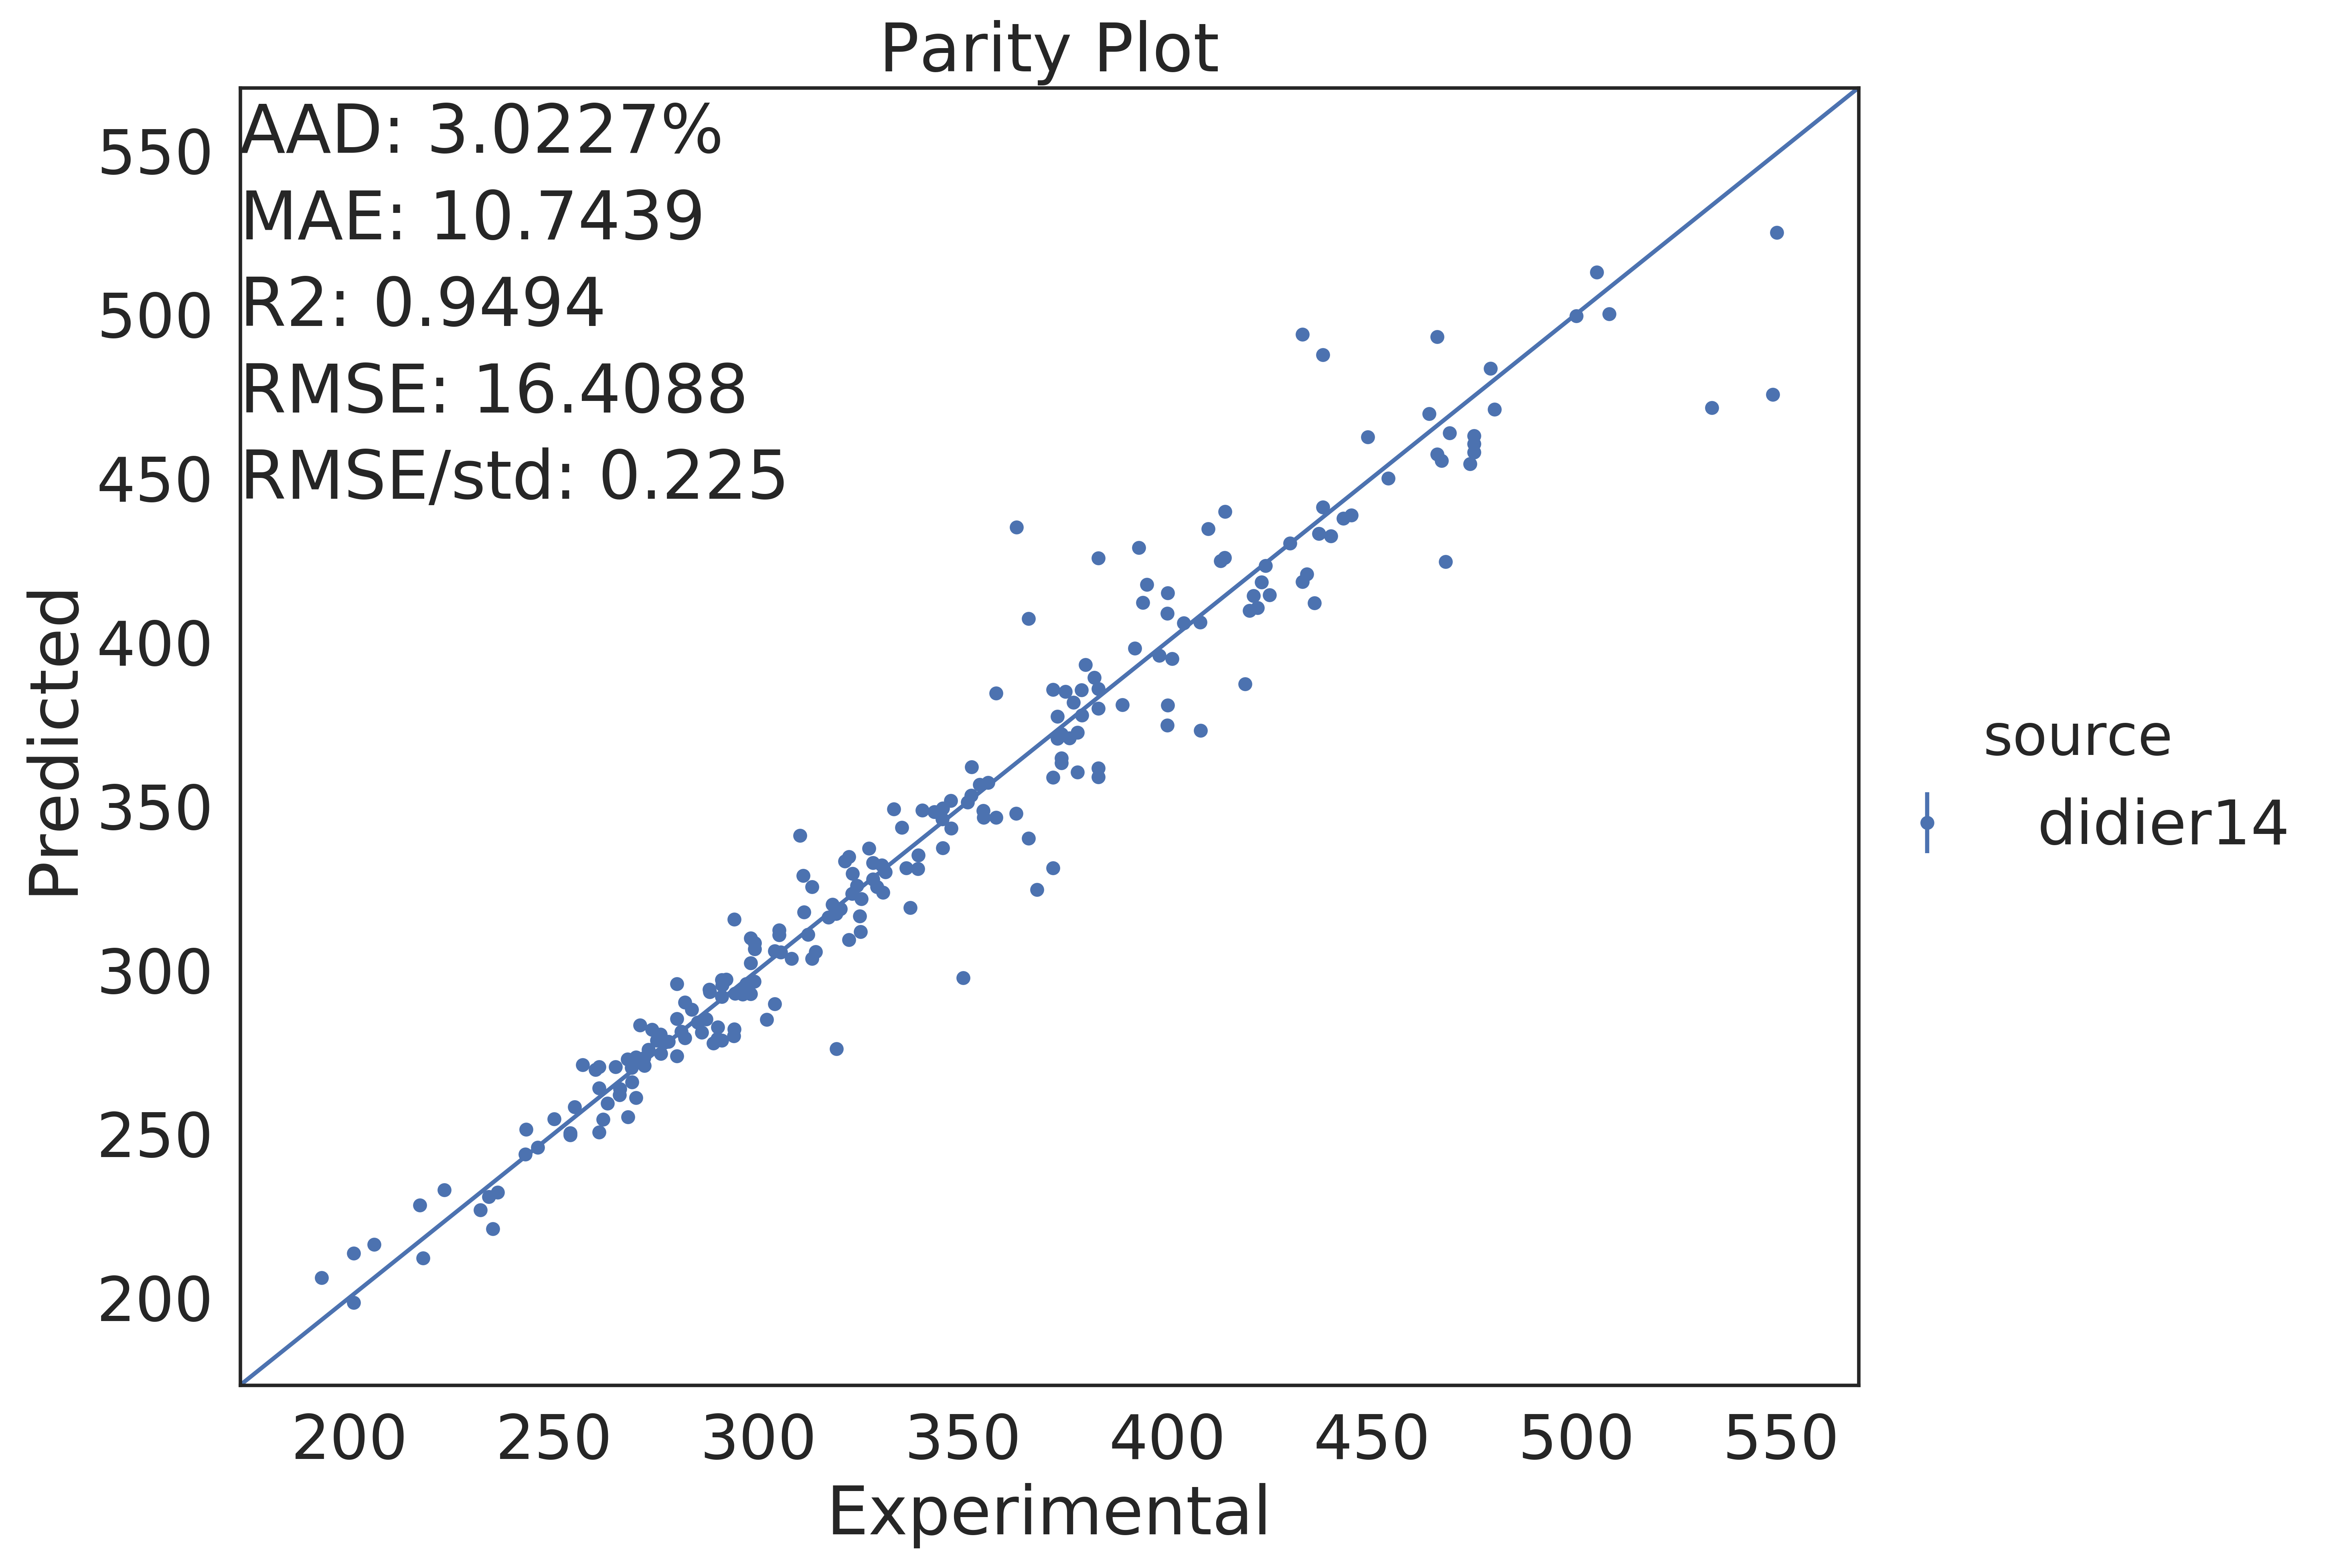 Parity Plot
AAD: 3.0227%
MAE: 10.7439
R2: 0.9494
RMSE: 16.4088
RMSE/std: 0.225
550
500
450
400
350
300
250
200
Predicted
200 250 300 350 400 450 500 550
Experimental
source
didier14